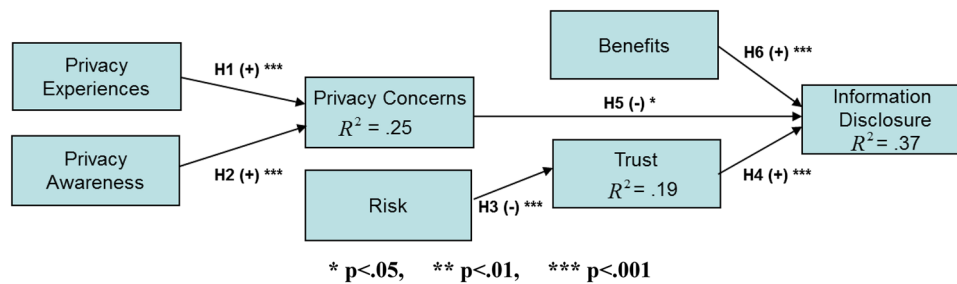 Privacy
Experiences
H1 (+) ***
Privacy
Awareness
H2 (+) ***
Privacy Concerns
R² = .25
Risk
H3 (-) ***
Benefits
H6 (+) ***
H5 (-) *
Trust
R² = .19
H4 (+) ***
Information
Disclosure
R² = .37
* p<.05, ** p<.01, *** p<.001